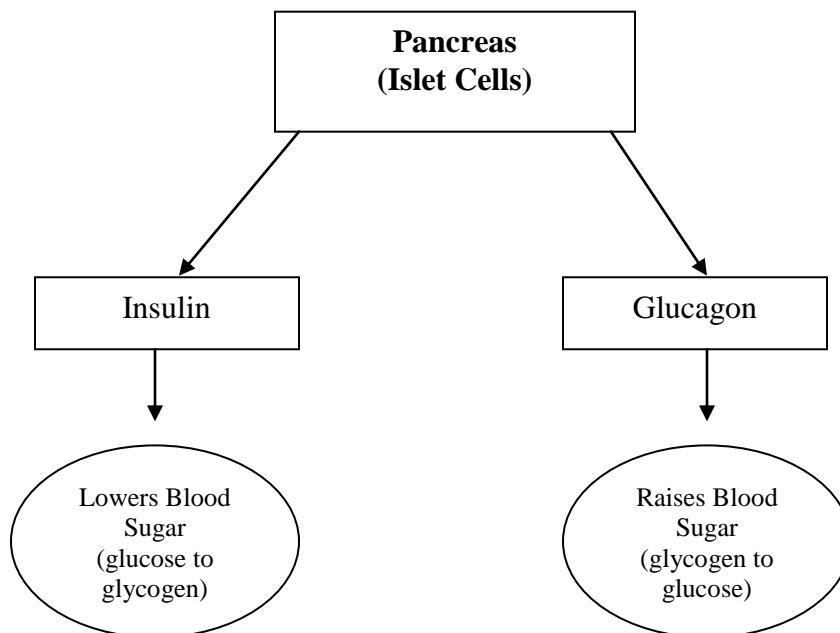 Pancreas
(Islet Cells)
Insulin
Glucagon
Lowers Blood
Sugar
(glucose to
glycogen)
Raises Blood
Sugar
(glycogen to
glucose)